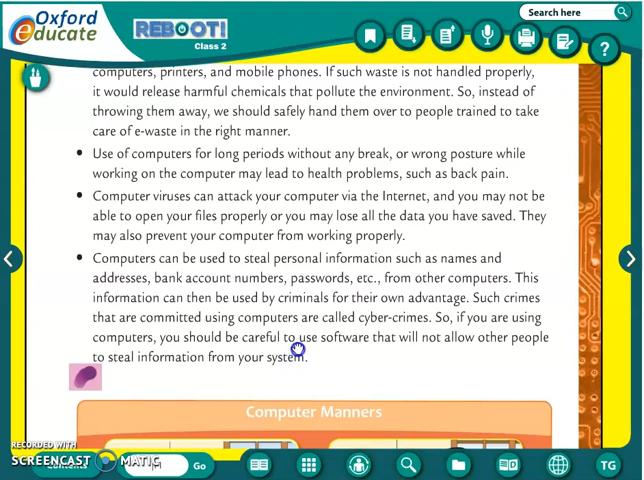 Oxford
educate
REBOOT!
Class 2
Search here
computers, printers, and mobile phones. If such waste is not handled properly,
it would release harmful chemicals that pollute the environment. So, instead of
throwing them away, we should safely hand them over to people trained to take
care of e-waste in the right manner.
• Use of computers for long periods without any break, or wrong posture while
working on the computer may lead to health problems, such as back pain.
• Computer viruses can attack your computer via the Internet, and you may not be
able to open your files properly or you may lose all the data you have saved. They
may also prevent your computer from working properly.
• Computers can be used to steal personal information such as names and
addresses, bank account numbers, passwords, etc., from other computers. This
information can then be used by criminals for their own advantage. Such crimes
that are committed using computers are called cyber-crimes. So, if you are using
computers, you should be careful to use software that will not allow other people
to steal information from your system.
Computer Manners
RECORDED WITH
SCREENCAST MATIC
Go
TG